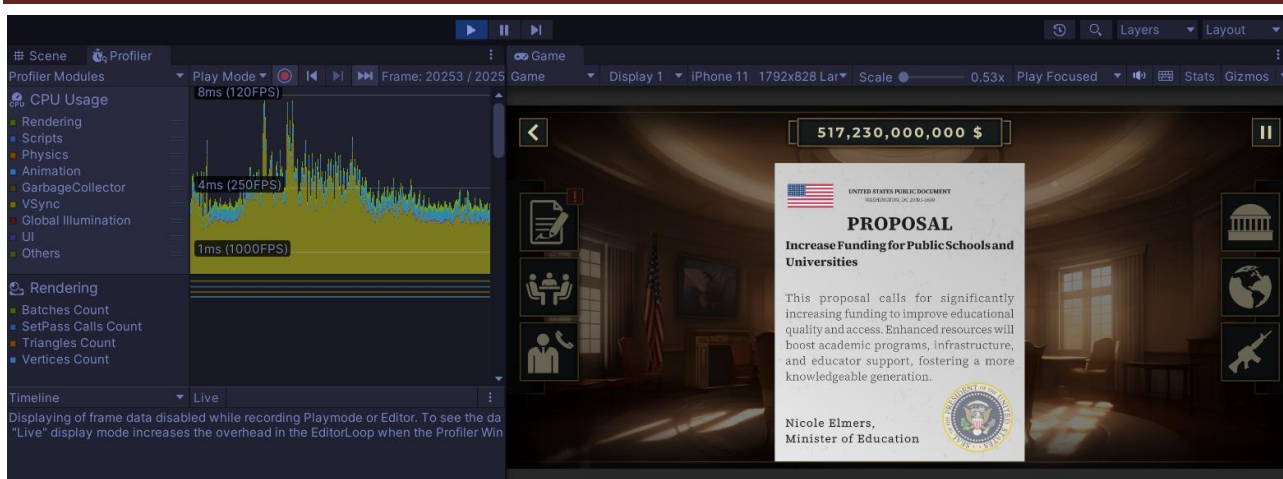 Layers
Layout
# Scene
Profiler
Game
Profiler Modules
Play Mode
Frame: 20253 / 2025
Game
Display 1
iPhone 11
1792x828 Lar
Scale
0.53x
Play Focused
Stats
Gizmos
CPU
CPU Usage
Rendering
Scripts
Physics
Animation
GarbageCollector
VSync
Global Illumination
UI
Others
8ms (120FPS)
4ms (250FPS)
1ms (1000FPS)
Rendering
Batches Count
SetPass Calls Count
Triangles Count
Vertices Count
Timeline
Live
Displaying of frame data disabled while recording Playmode or Editor. To see the da
"Live" display mode increases the overhead in the EditorLoop when the Profiler Win
517,230,000,000 $
UNITED STATES PUBLIC DOCUMENT
PROPOSAL
Increase Funding for Public Schools and
Universities
This proposal calls for significantly
increasing funding to improve educational
quality and access. Enhanced resources will
boost academic programs, infrastructure,
and educator support, fostering a more
knowledgeable generation.
Nicole Elmers,
Minister of Education